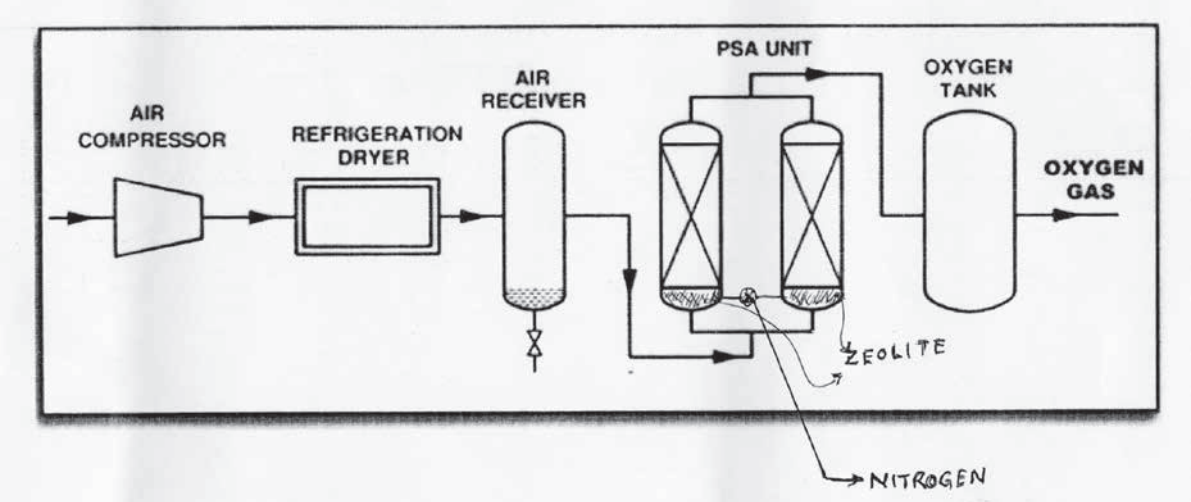 PSA UNIT
OXYGEN
TANK
AIR
RECEIVER
AIR
COMPRESSOR
REFRIGERATION
DRYER
OXYGEN
GAS
ZEOLITE
NITROGEN